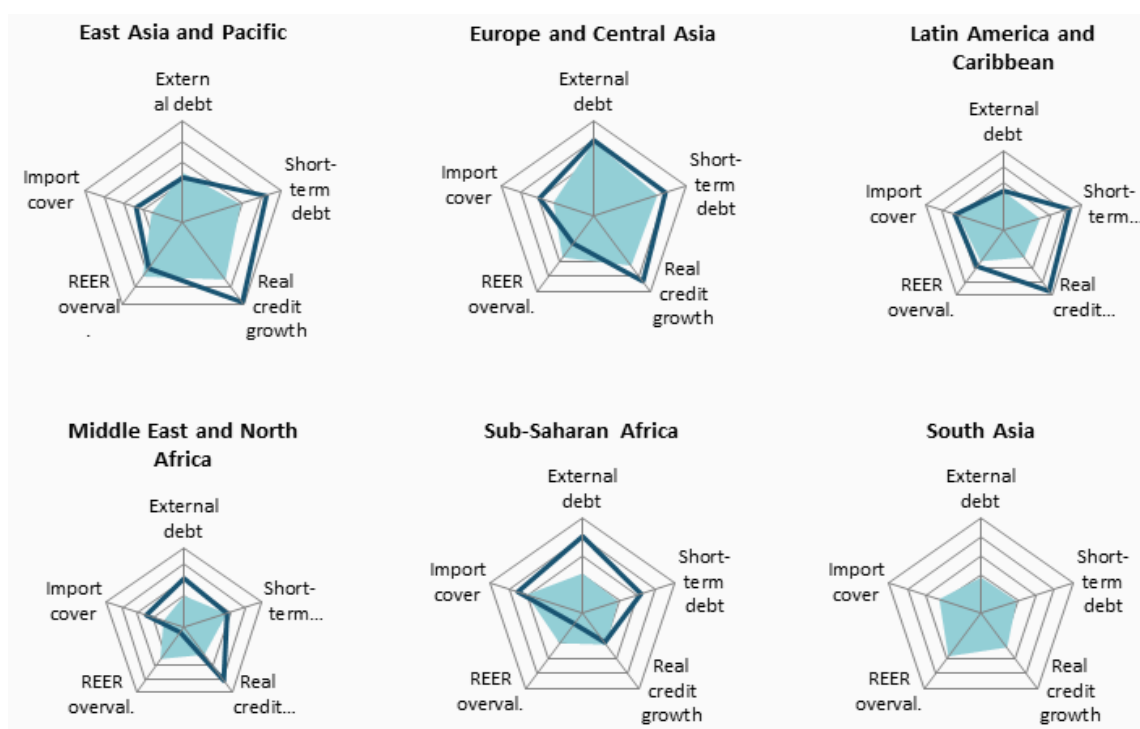 East Asia and Pacific
Extern
al debt
Short-
term
debt
Real
credit
growth
REER
overval
.
Import
cover
Europe and Central Asia
External
debt
Short-
term
debt
Real
credit
growth
REER
overval.
Import
cover
Latin America and
Caribbean
External
debt
Short-
term...
Real
credit...
REER
overval.
Import
cover
Middle East and North
Africa
External
debt
Short-
term...
Real
credit...
REER
overval.
Import
cover
Sub-Saharan Africa
External
debt
Short-
term
debt
Real
credit
growth
REER
overval.
Import
cover
South Asia
External
debt
Short-
term
debt
Real
credit
growth
REER
overval.
Import
cover